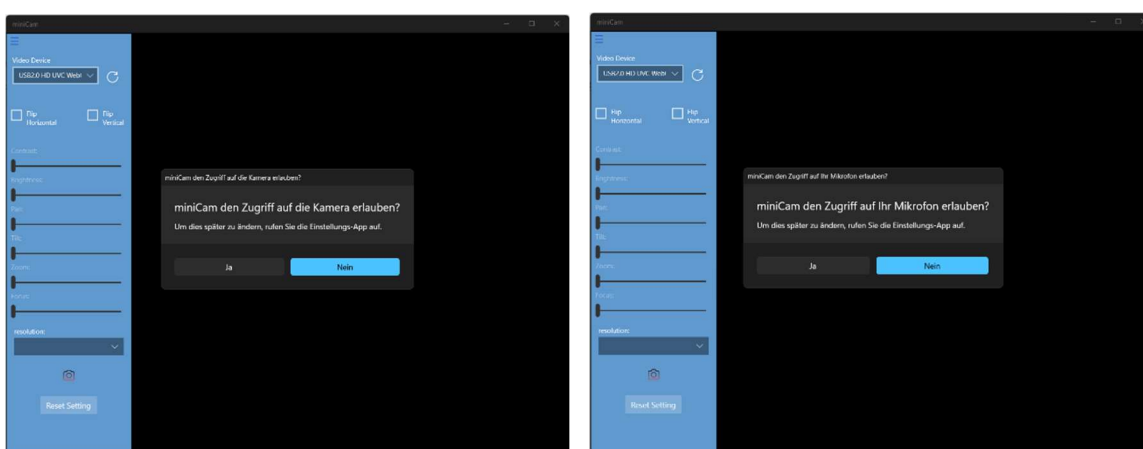 miniCam
Video Device
USB2.0 HD UVC Web
Flip
Horizontal
Flip
Vertical
Contrast:
Brightness:
Pan:
Tilt:
Zoom:
Focus:
resolution:
Reset Setting
miniCam den Zugriff auf die Kamera erlauben?
miniCam den Zugriff auf die Kamera erlauben?
Um dies später zu ändern, rufen Sie die Einstellungs-App auf.
Ja
Nein
miniCam
Video Device
USB2.0 HD UVC Web
Flip
Horizontal
Flip
Vertical
Contrast:
Brightness:
Pan:
Tilt:
Zoom:
Focus:
resolution:
Reset Setting
miniCam den Zugriff auf Ihr Mikrofon erlauben?
miniCam den Zugriff auf Ihr Mikrofon erlauben?
Um dies später zu ändern, rufen Sie die Einstellungs-App auf.
Ja
Nein